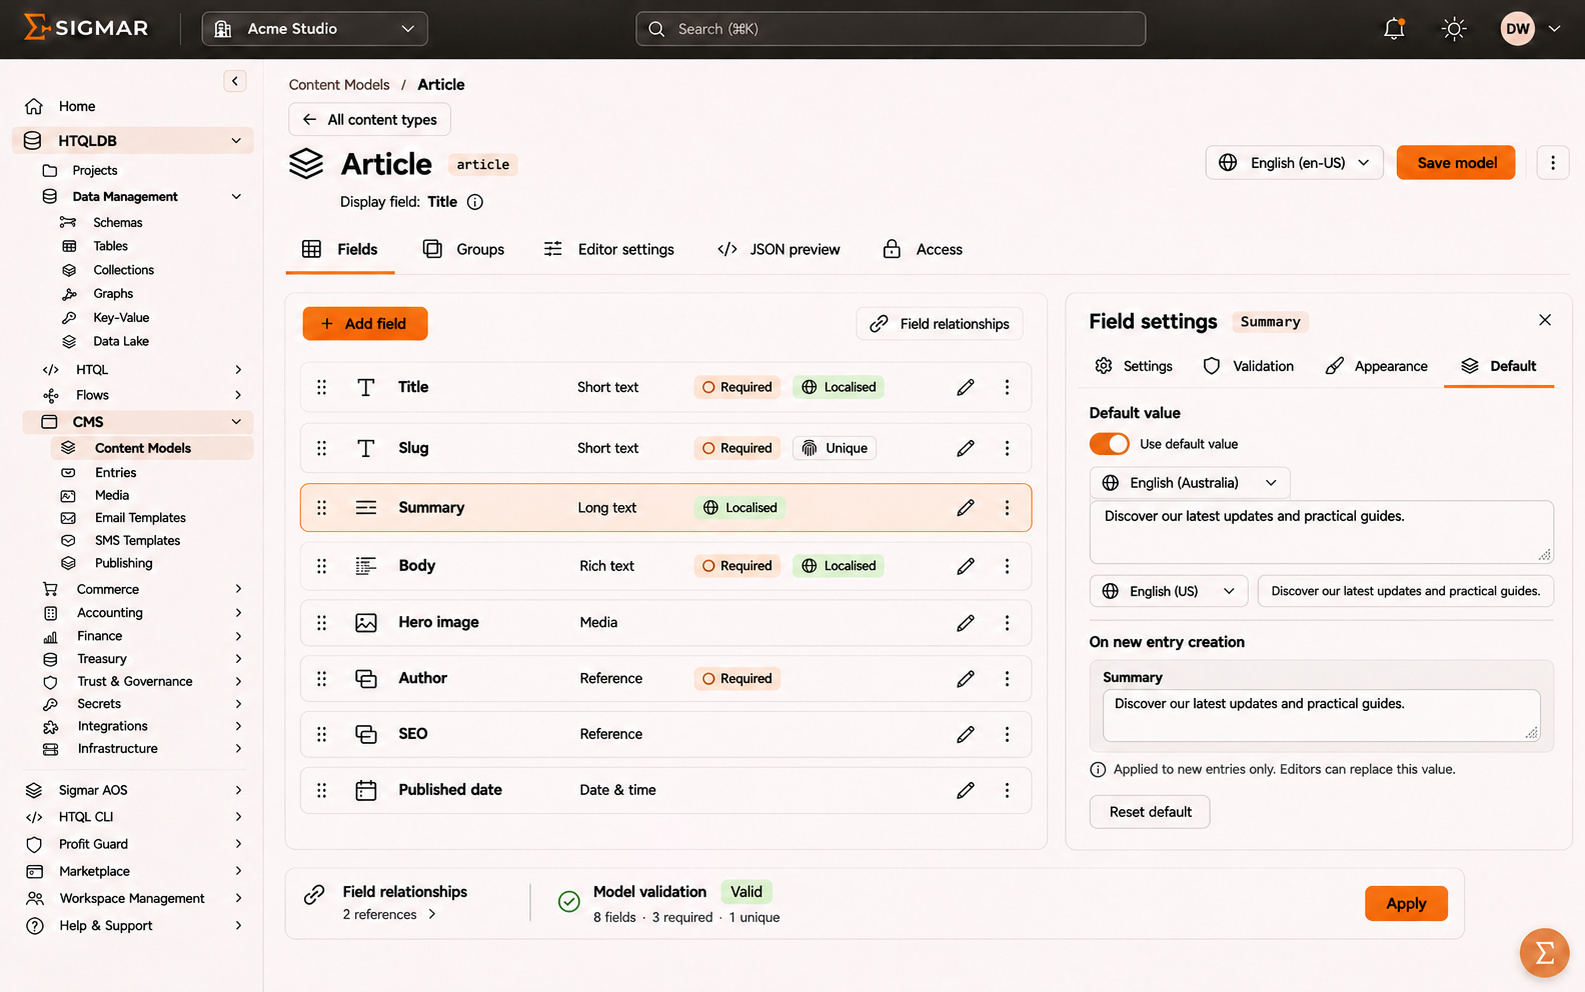 SIGMAR
Acme Studio
Search (⌘K)
DW
Home
HTQLDB
Projects
Data Management
Schemas
Tables
Collections
Graphs
Key-Value
Data Lake
HTQL
Flows
CMS
Content Models
Entries
Media
Email Templates
SMS Templates
Publishing
Commerce
Accounting
Finance
Treasury
Trust & Governance
Secrets
Integrations
Infrastructure
Sigmar AOS
HTQL CLI
Profit Guard
Marketplace
Workspace Management
Help & Support
Content Models / Article
All content types
Article article
Display field: Title
English (en-US)
Save model
Fields
Groups
Editor settings
JSON preview
Access
+ Add field
Field relationships
Title Short text Required Localised
Slug Short text Required Unique
Summary Long text Localised
Body Rich text Required Localised
Hero image Media
Author Reference Required
SEO Reference
Published date Date & time
Field settings Summary
Settings
Validation
Appearance
Default
Default value
Use default value
English (Australia)
Discover our latest updates and practical guides.
English (US) Discover our latest updates and practical guides.
On new entry creation
Summary
Discover our latest updates and practical guides.
Applied to new entries only. Editors can replace this value.
Reset default
Field relationships
2 references
Model validation Valid
8 fields · 3 required · 1 unique
Apply